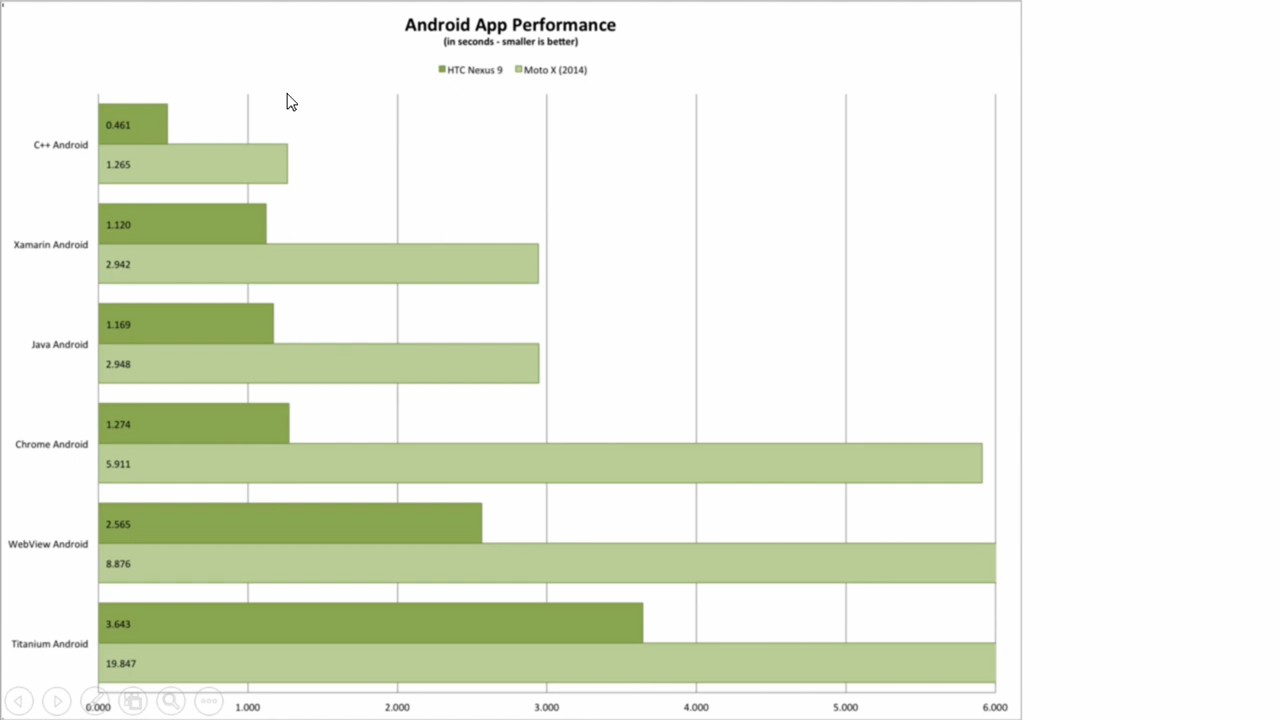 Android App Performance
(in seconds - smaller is better)
HTC Nexus 9 Moto X (2014)
C++ Android
0.461
1.265
Xamarin Android
1.120
2.942
Java Android
1.169
2.948
Chrome Android
1.274
5.911
WebView Android
2.565
8.876
Titanium Android
3.643
19.847
0.000 1.000 2.000 3.000 4.000 5.000 6.000